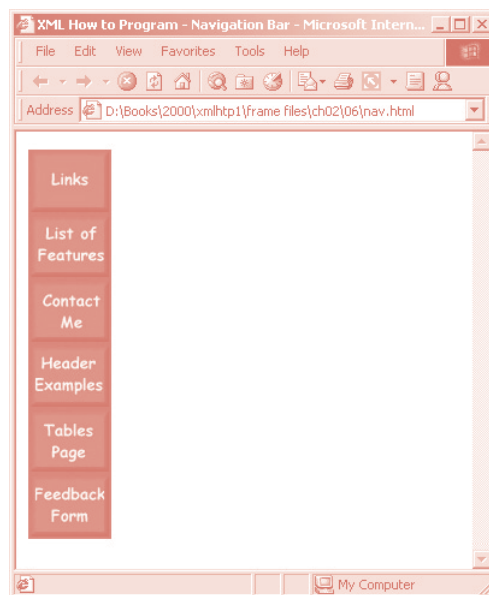 XML How to Program - Navigation Bar - Microsoft Intern...
File Edit View Favorites Tools Help
Address D:\Books\2000\xmlhtp1\frame files\ch02\06\nav.html
Links
List of
Features
Contact
Me
Header
Examples
Tables
Page
Feedback
Form
My Computer